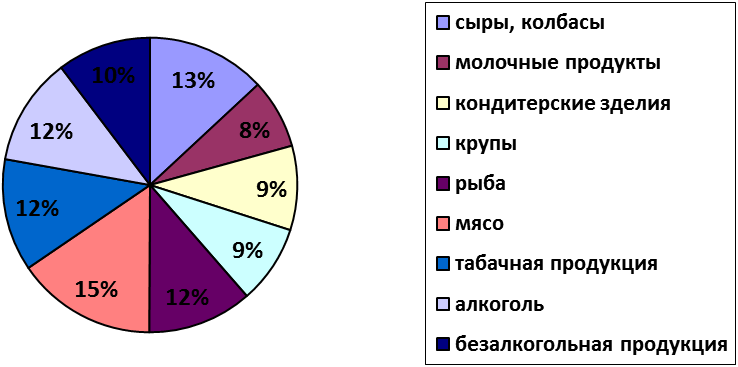 13%
8%
9%
9%
12%
15%
12%
12%
10%
сыры, колбасы
молочные продукты
кондитерские зделия
крупы
рыба
мясо
табачная продукция
алкоголь
безалкогольная продукция